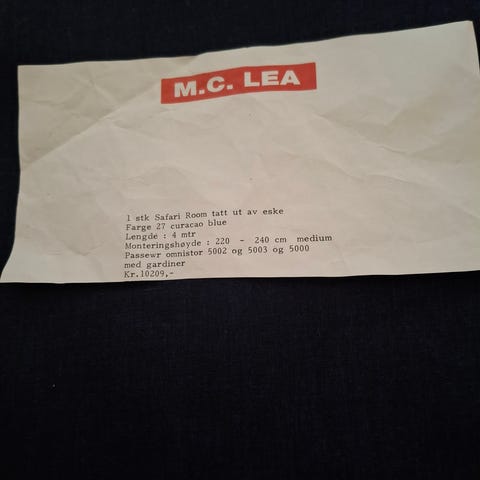 M.C. LEA
1 stk Safari Room tatt ut av eske
Farge 27 curacao blue
Lengde : 4 mtr
Monteringshøyde : 220 - 240 cm medium
Passewr omnistor 5002 og 5003 og 5000
med gardiner
Kr.10209,-